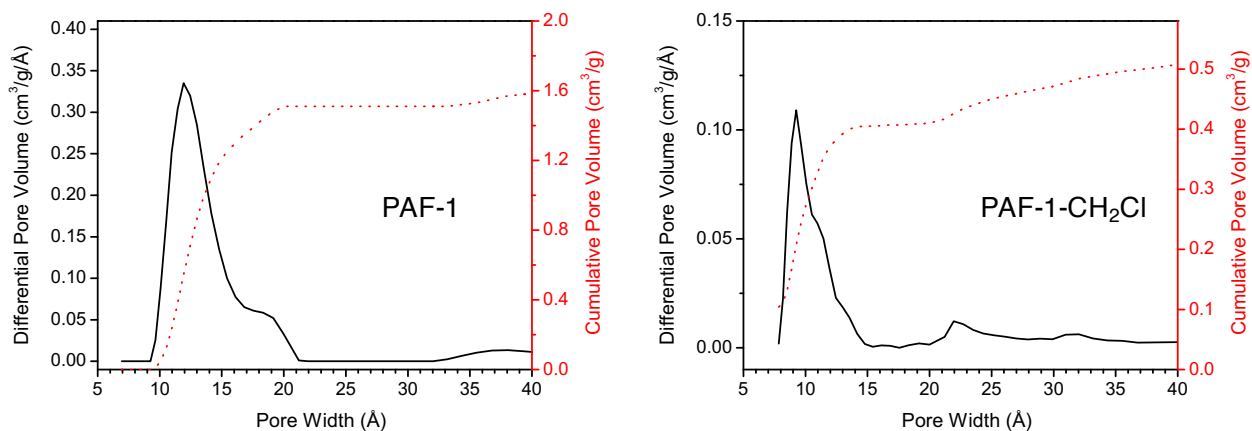 0.40
0.35
0.30
0.25
0.20
0.15
0.10
0.05
0.00
Differential Pore Volume (cm³/g/Å)
2.0
1.6
1.2
0.8
0.4
0.0
Cumulative Pore Volume (cm³/g)
PAF-1
5 10 15 20 25 30 35 40
Pore Width (Å)
0.15
0.10
0.05
0.00
Differential Pore Volume (cm³/g/Å)
0.5
0.4
0.3
0.2
0.1
0.0
Cumulative Pore Volume (cm³/g)
PAF-1-CH₂Cl
5 10 15 20 25 30 35 40
Pore Width (Å)